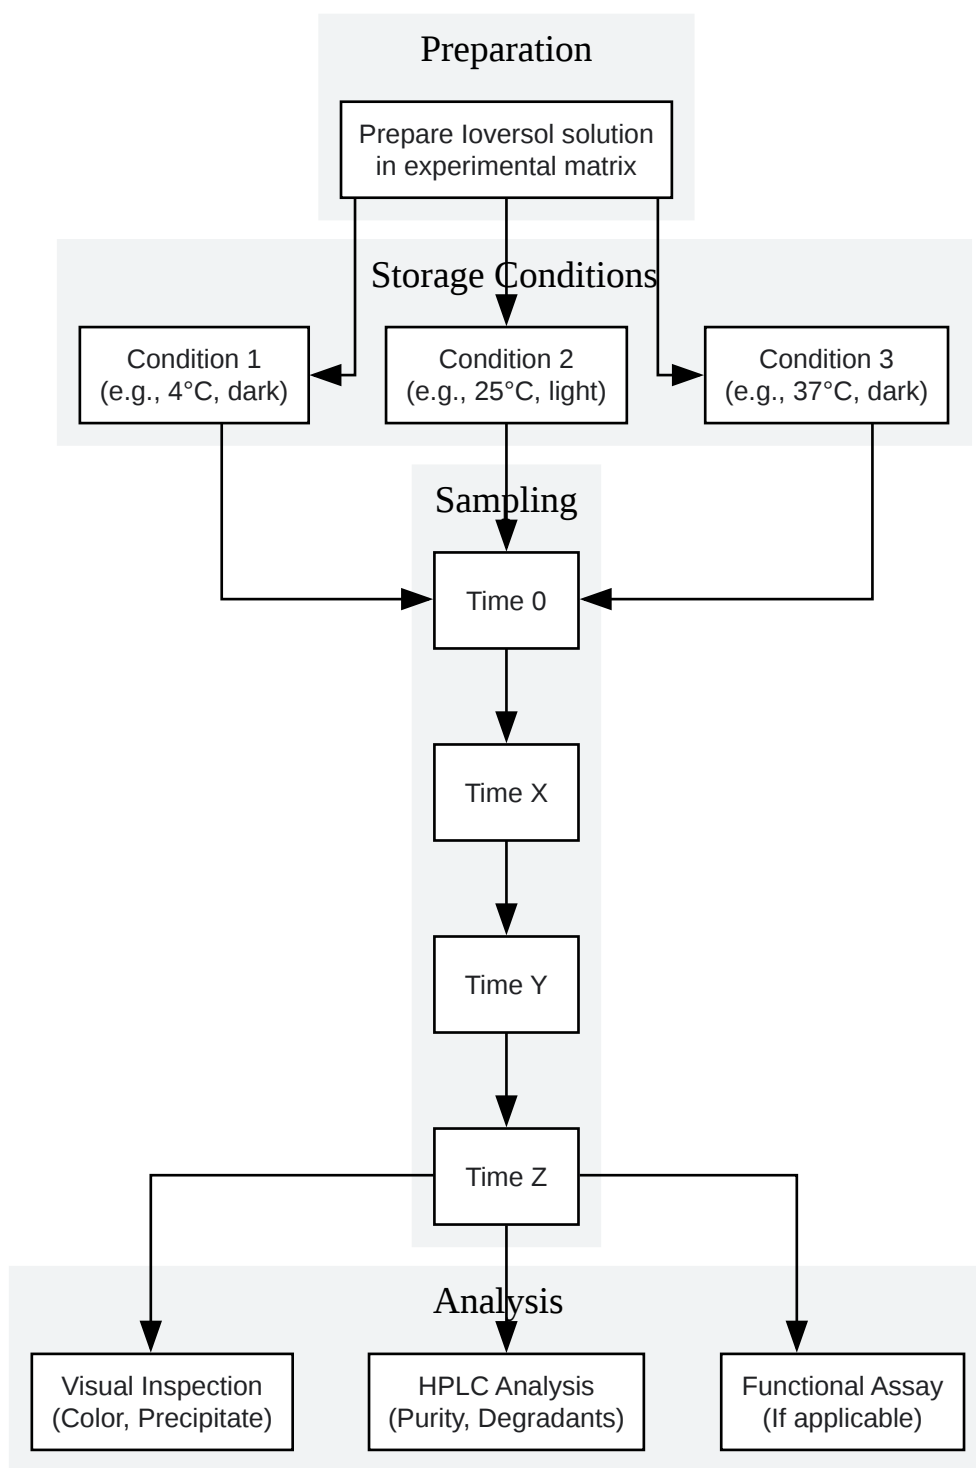 Preparation
Prepare Ioversol solution
in experimental matrix
Storage Conditions
Condition 1
(e.g., 4°C, dark)
Condition 2
(e.g., 25°C, light)
Condition 3
(e.g., 37°C, dark)
Sampling
Time 0
Time X
Time Y
Time Z
Analysis
Visual Inspection
(Color, Precipitate)
HPLC Analysis
(Purity, Degradants)
Functional Assay
(If applicable)